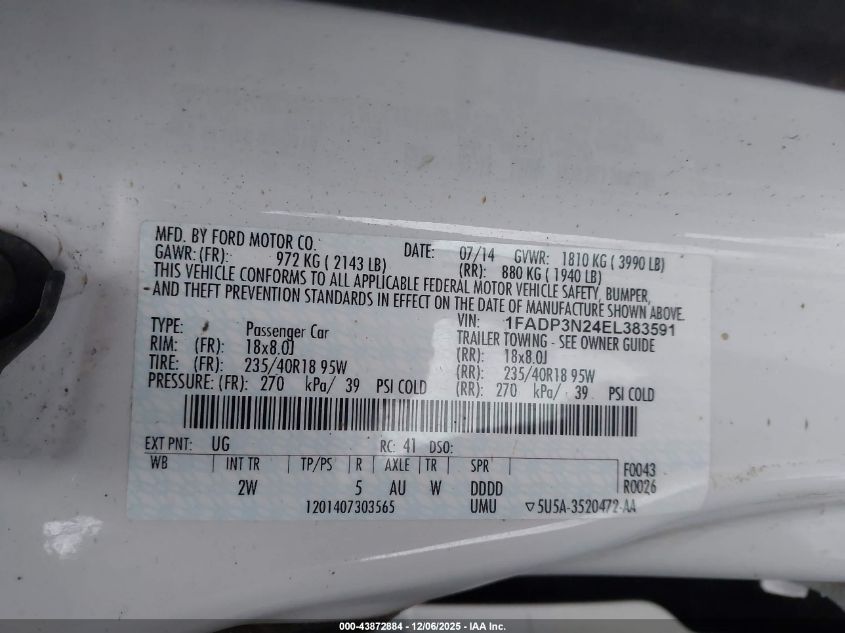 MFD. BY FORD MOTOR CO.
DATE: 07/14 GVWR: 1810 KG ( 3990 LB)
GAWR:(FR): 972 KG ( 2143 LB) (RR): 880 KG ( 1940 LB)
THIS VEHICLE CONFORMS TO ALL APPLICABLE FEDERAL MOTOR VEHICLE SAFETY, BUMPER,
AND THEFT PREVENTION STANDARDS IN EFFECT ON THE DATE OF MANUFACTURE SHOWN ABOVE.
VIN: 1FADP3N24EL383591
TYPE: Passenger Car TRAILER TOWING - SEE OWNER GUIDE
RIM: (FR): 18x8.0J (RR): 18x8.0J
TIRE: (FR): 235/40R18 95W (RR): 235/40R18 95W
PRESSURE: (FR): 270 kPa/ 39 PSI COLD (RR): 270 kPa/ 39 PSI COLD
EXT PNT: UG RC: 41 DSO:
WB INT TR TP/PS R AXLE TR SPR F0043
2W 5 AU W DDDD R0026
1201407303565 UMU ▽5U5A-3520472-AA
000-43872884 | 12/06/2025 - IAA Inc.